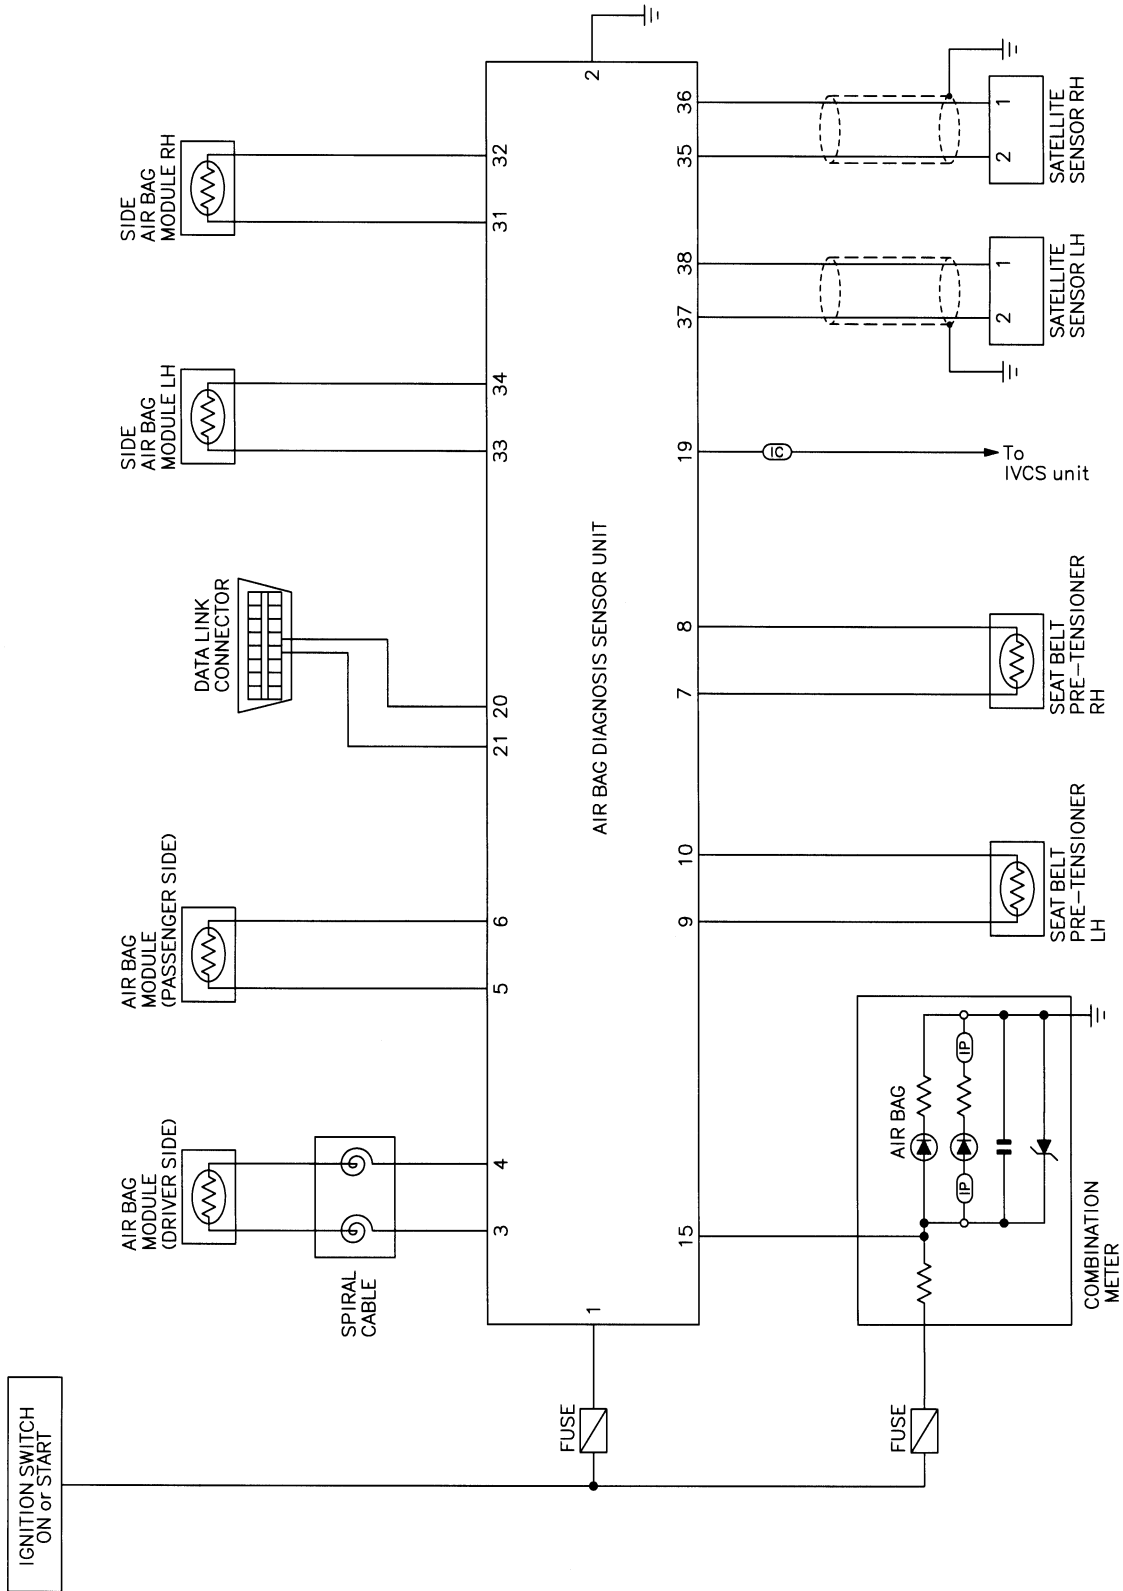 IGNITION SWITCH
ON or START
FUSE
FUSE
AIR BAG
MODULE
(DRIVER SIDE)
SPIRAL
CABLE
AIR BAG
MODULE
(PASSENGER SIDE)
DATA LINK
CONNECTOR
SIDE
AIR BAG
MODULE LH
SIDE
AIR BAG
MODULE RH
3
4
5
6
21
20
33
34
31
32
1
AIR BAG DIAGNOSIS SENSOR UNIT
2
15
9
10
7
8
19
37
38
35
36
AIR BAG
IP
IP
COMBINATION
METER
SEAT BELT
PRE-TENSIONER
LH
SEAT BELT
PRE-TENSIONER
RH
IC
To
IVCS unit
2
1
SATELLITE
SENSOR LH
2
1
SATELLITE
SENSOR RH